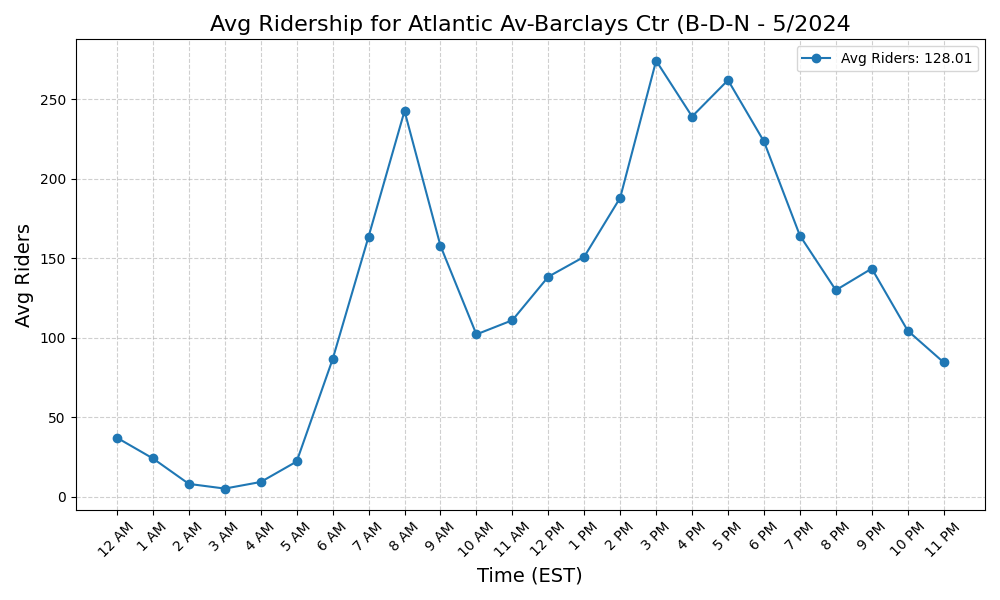 Avg Ridership for Atlantic Av-Barclays Ctr (B-D-N - 5/2024
Avg Riders: 128.01
Avg Riders
250
200
150
100
50
0
12 AM
1 AM
2 AM
3 AM
4 AM
5 AM
6 AM
7 AM
8 AM
9 AM
10 AM
11 AM
12 PM
1 PM
2 PM
3 PM
4 PM
5 PM
6 PM
7 PM
8 PM
9 PM
10 PM
11 PM
Time (EST)